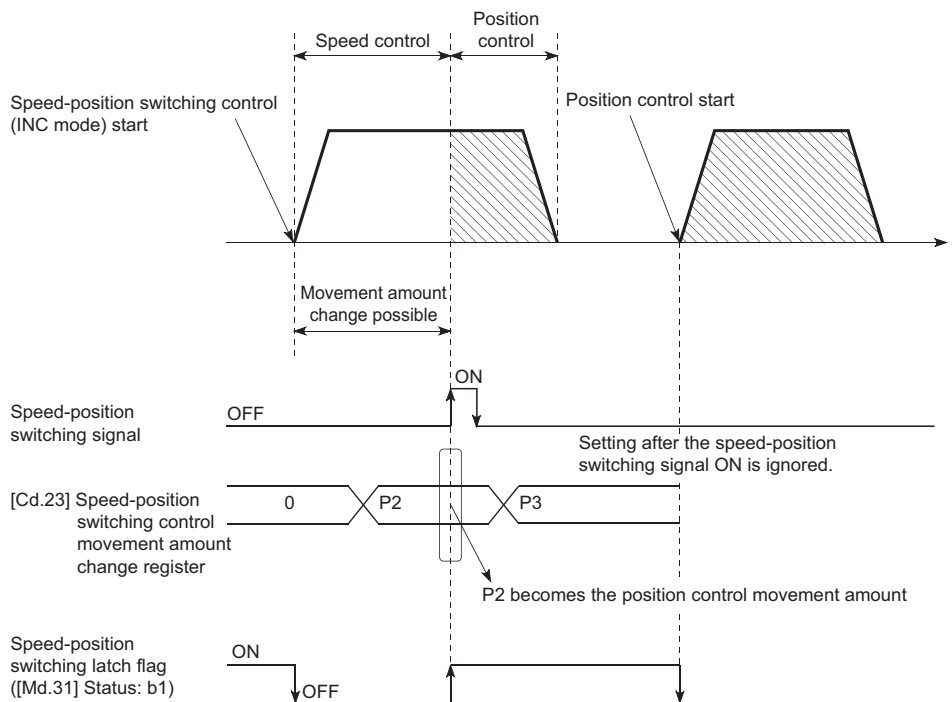 Position
control
Speed control
Speed-position switching control
(INC mode) start
Position control start
Movement amount
change possible
ON
Speed-position
switching signal
OFF
Setting after the speed-position
switching signal ON is ignored.
[Cd.23] Speed-position
switching control
movement amount
change register
0
P2
P3
P2 becomes the position control movement amount
Speed-position
switching latch flag
([Md.31] Status: b1)
ON
OFF